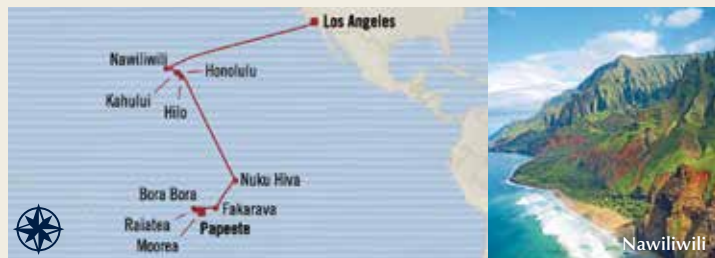 Los Angeles
Nawiliwili
Honolulu
Kahului
Hilo
Nuku Hiva
Bora Bora
Fakarava
Raiatea
Papeete
Moorea
Nawiliwili